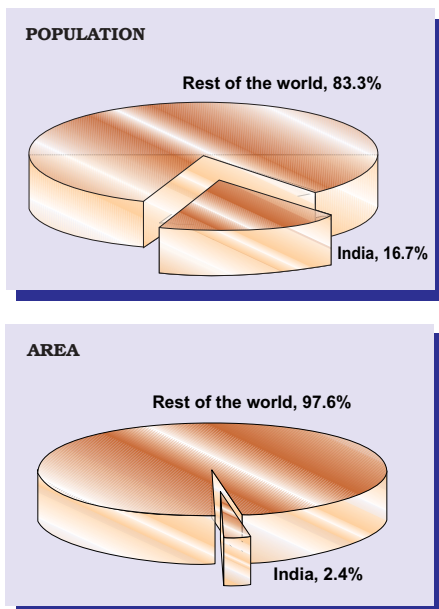 POPULATION
Rest of the world, 83.3%
India, 16.7%
AREA
Rest of the world, 97.6%
India, 2.4%